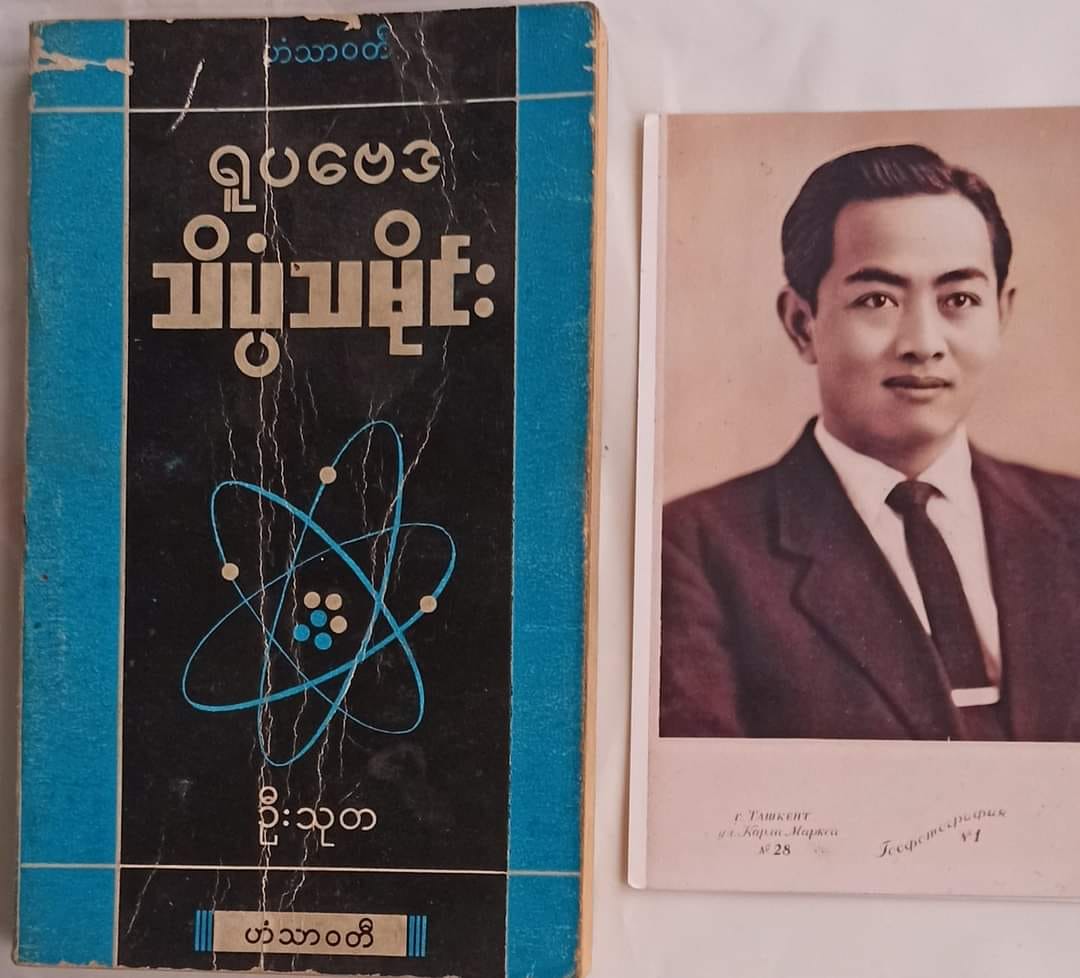 ဟံသာဝတီ
ရူပဗေဒ
သိပ္ပံသမိုင်း
ဦးသုတ
ဟံသာဝတီ
г. ТАШКЕНТ
ул. Карла Маркса
№ 28
Госфотография
№1